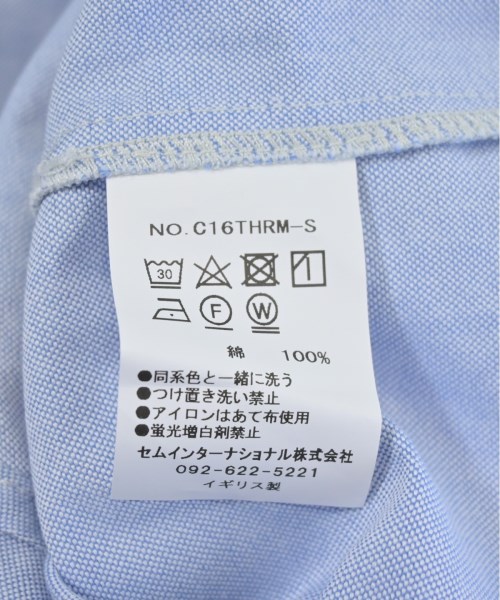 NO.C16THRM-S
30
F W
綿 100%
●同系色と一緒に洗う
●つけ置き洗い禁止
●アイロンはあて布使用
●蛍光増白剤禁止
セムインターナショナル株式会社
092-622-5221
イギリス製